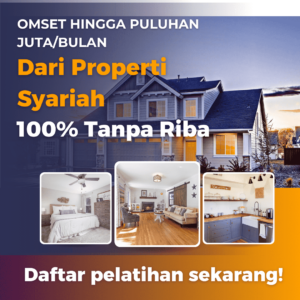 OMSET HINGGA PULUHAN
JUTA/BULAN
Dari Properti
Syariah
100% Tanpa Riba
Daftar pelatihan sekarang!